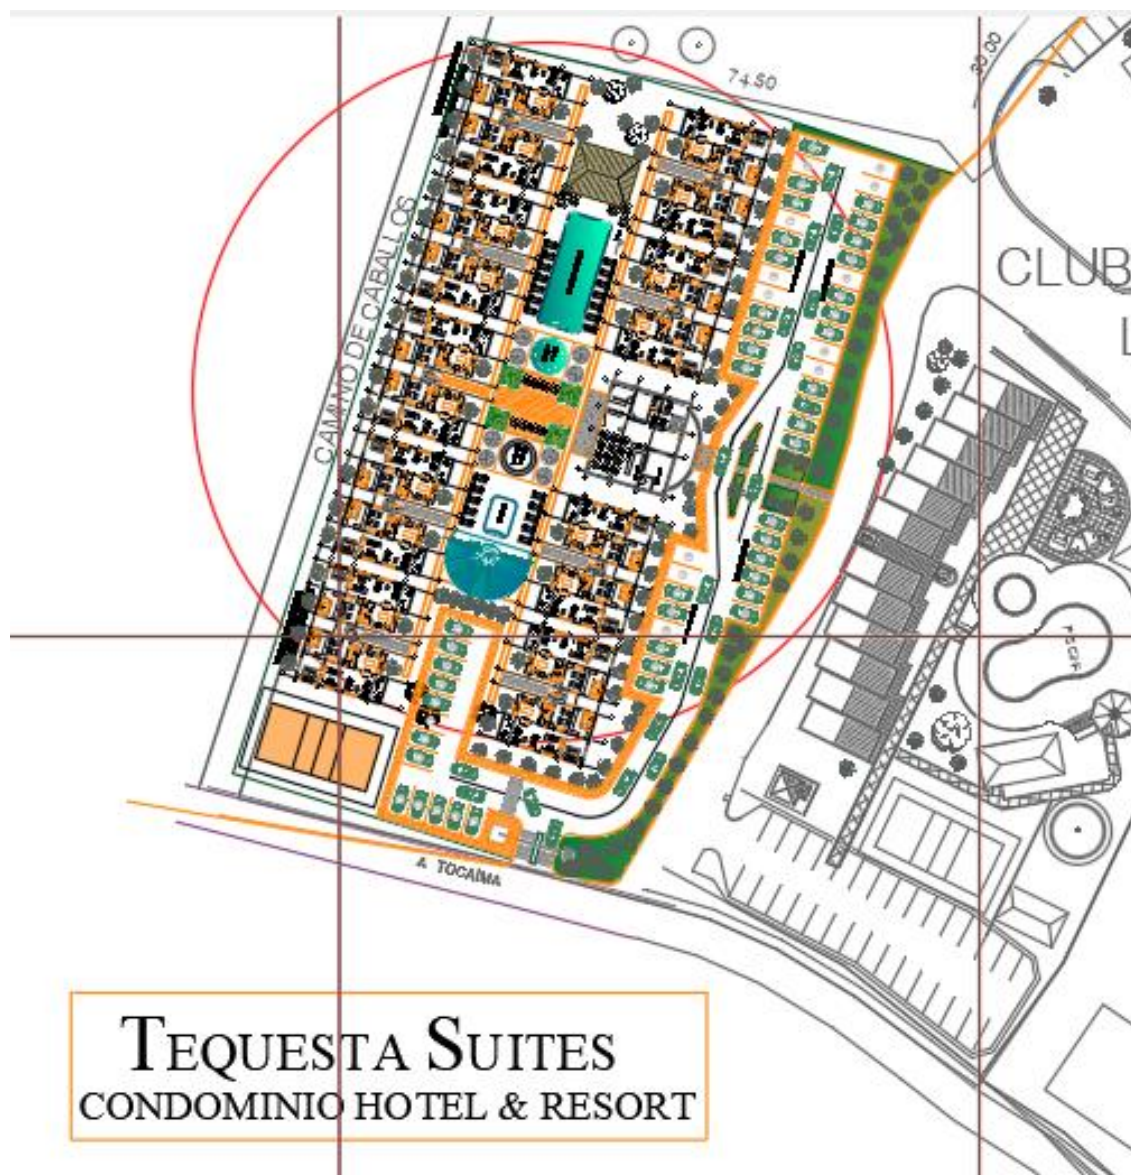 74.50
30.00
CAMINO DE CABALLOS
CLUB
L
A TOCAIMA
TEQUESTA SUITES
CONDOMINIO HOTEL & RESORT